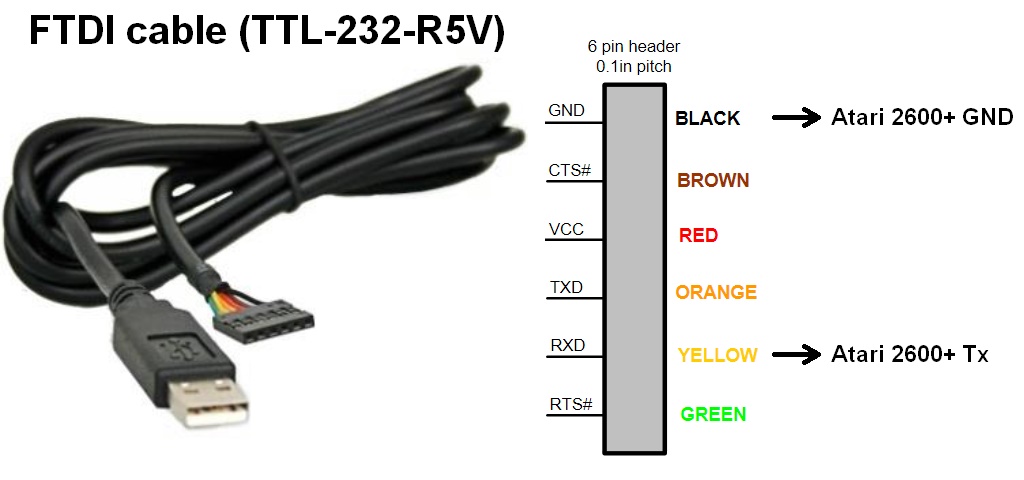 FTDI cable (TTL-232-R5V)
6 pin header
0.1in pitch
GND BLACK Atari 2600+ GND
CTS# BROWN
VCC RED
TXD ORANGE
RXD YELLOW Atari 2600+ Tx
RTS# GREEN